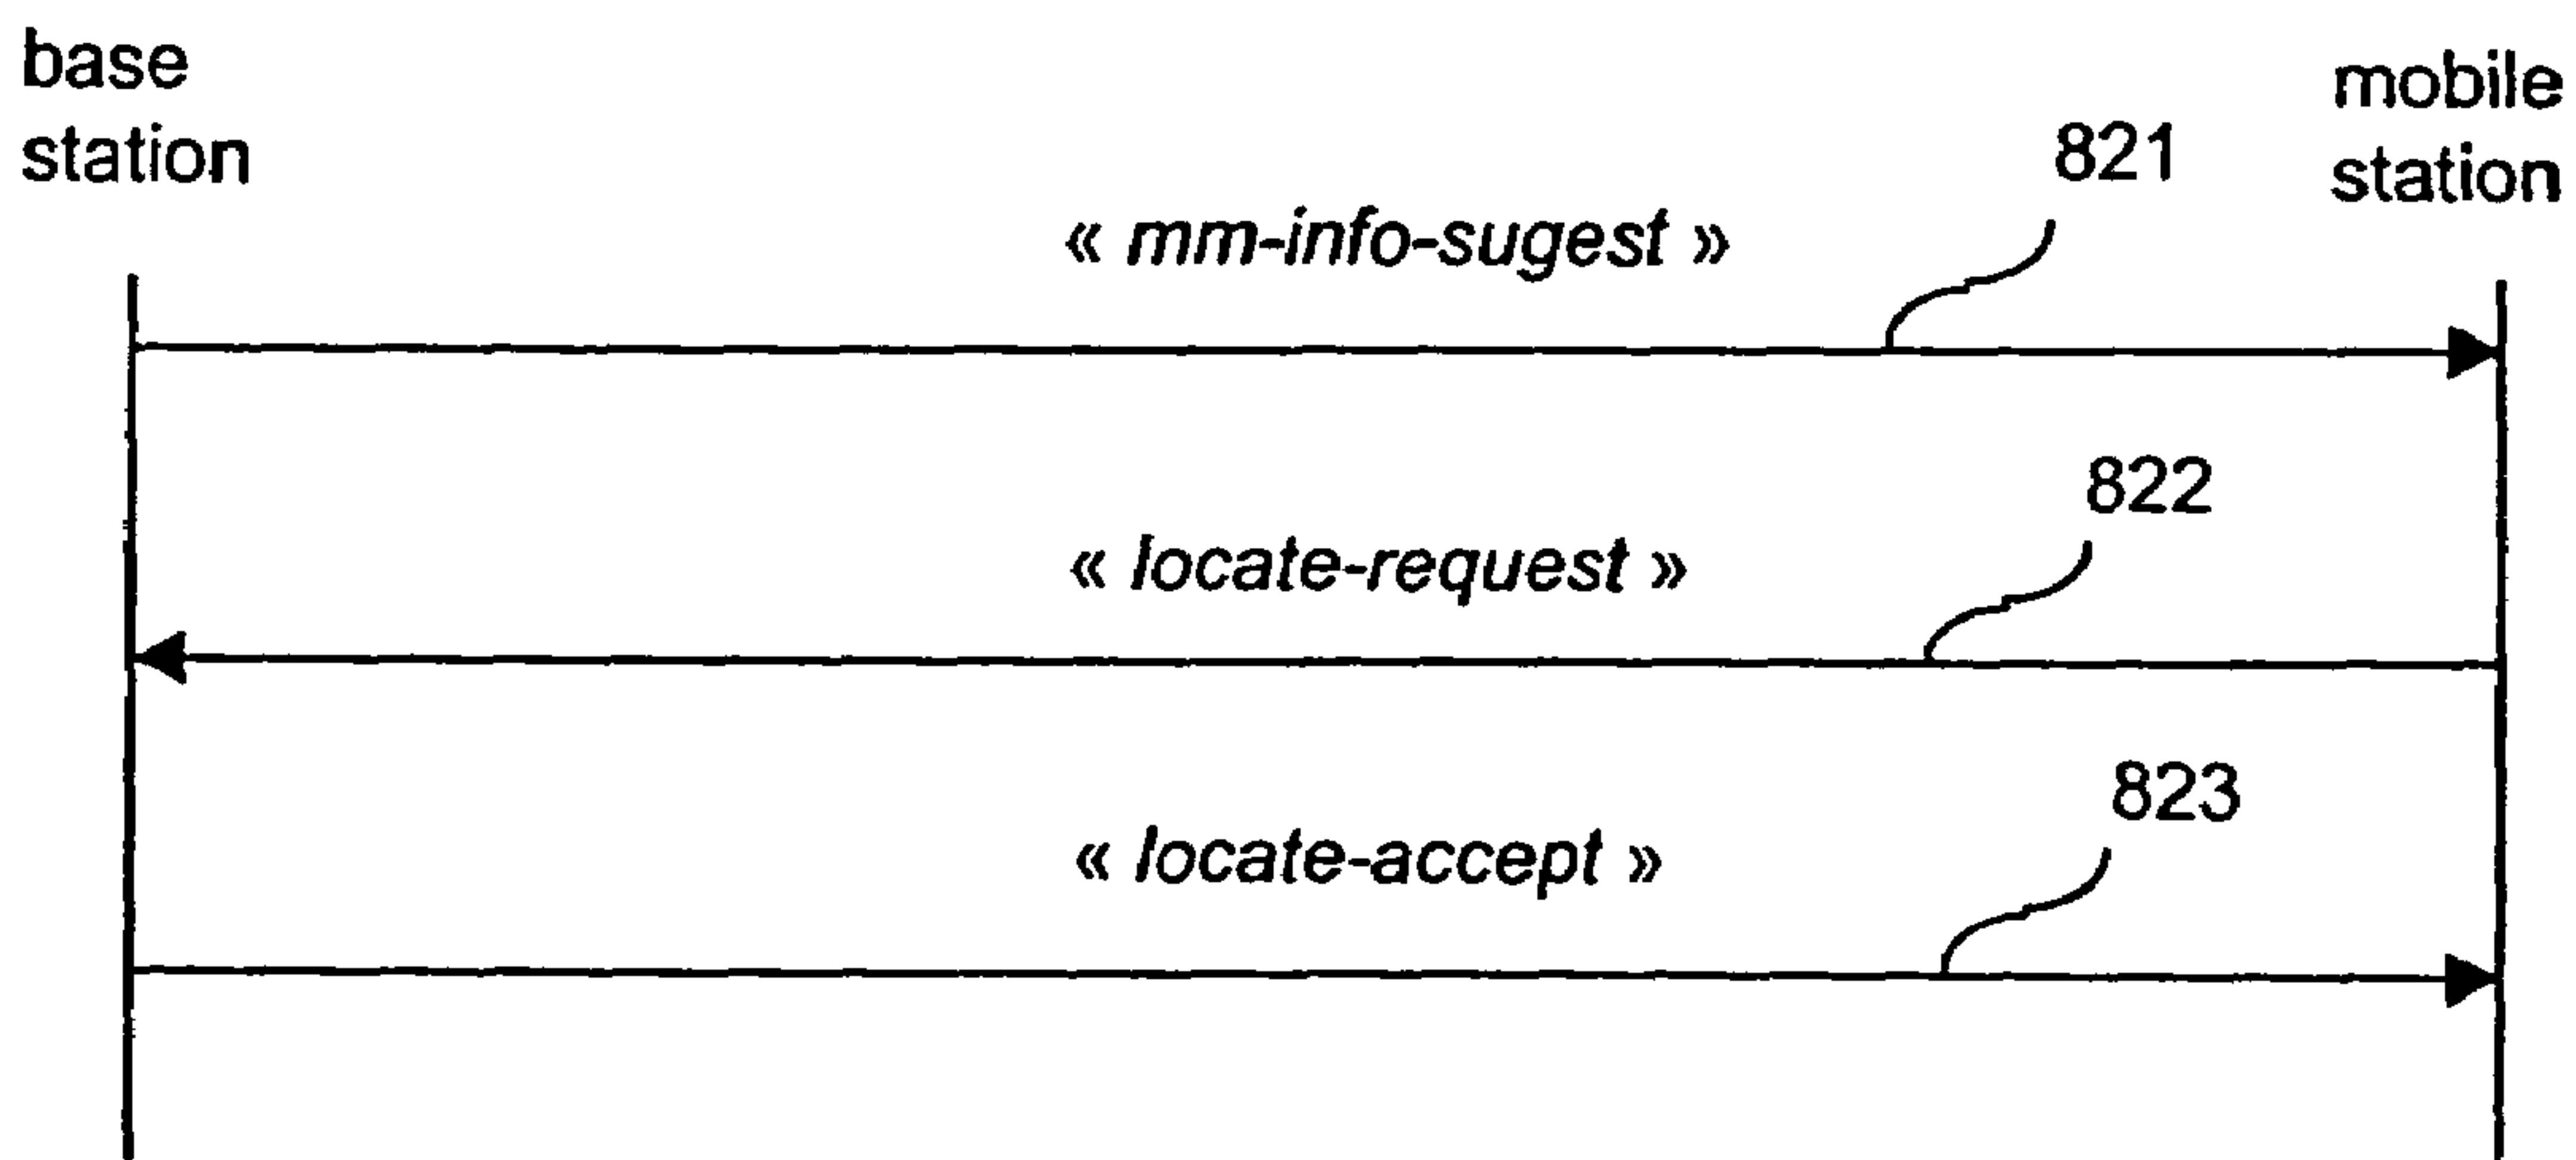 base
station
mobile
station
821
« mm-info-sugest »
822
« locate-request »
823
« locate-accept »